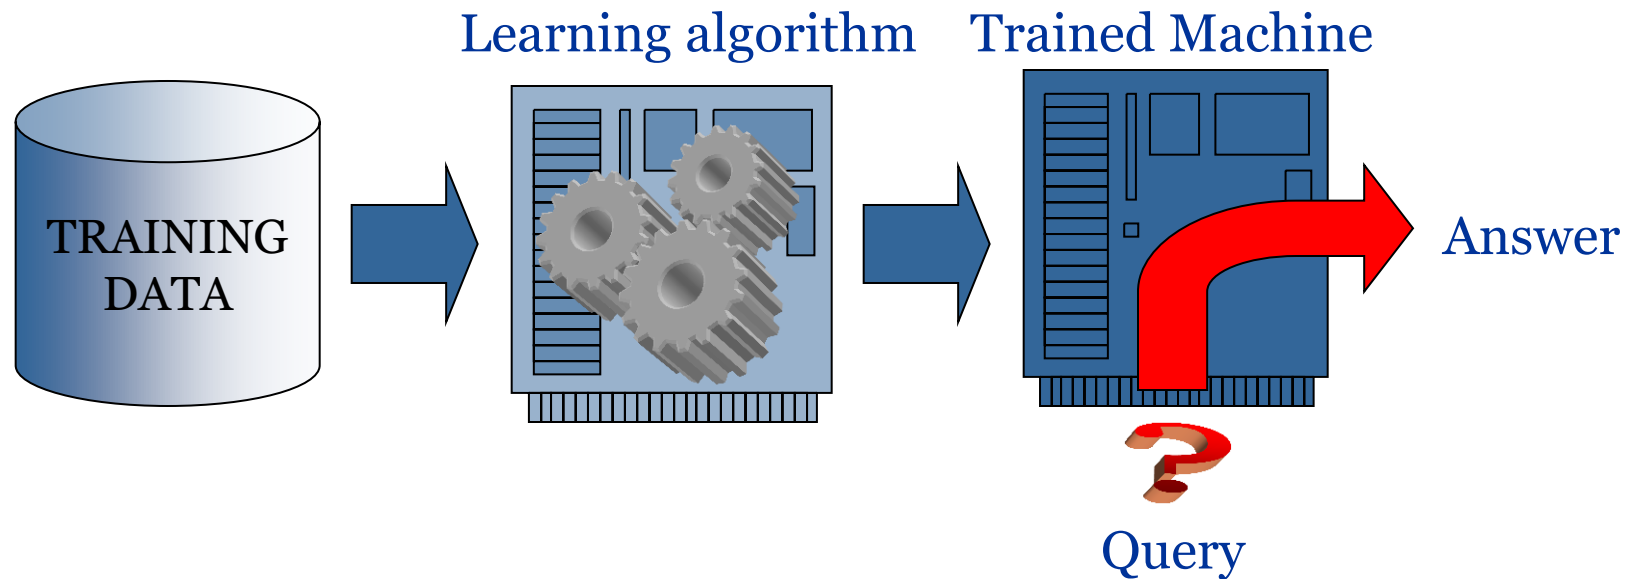 Learning algorithm
Trained Machine
TRAINING
DATA
Answer
?
Query